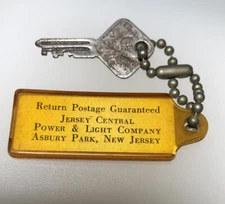 Return Postage Guaranteed
Jersey Central
Power & Light Company
Asbury Park, New Jersey